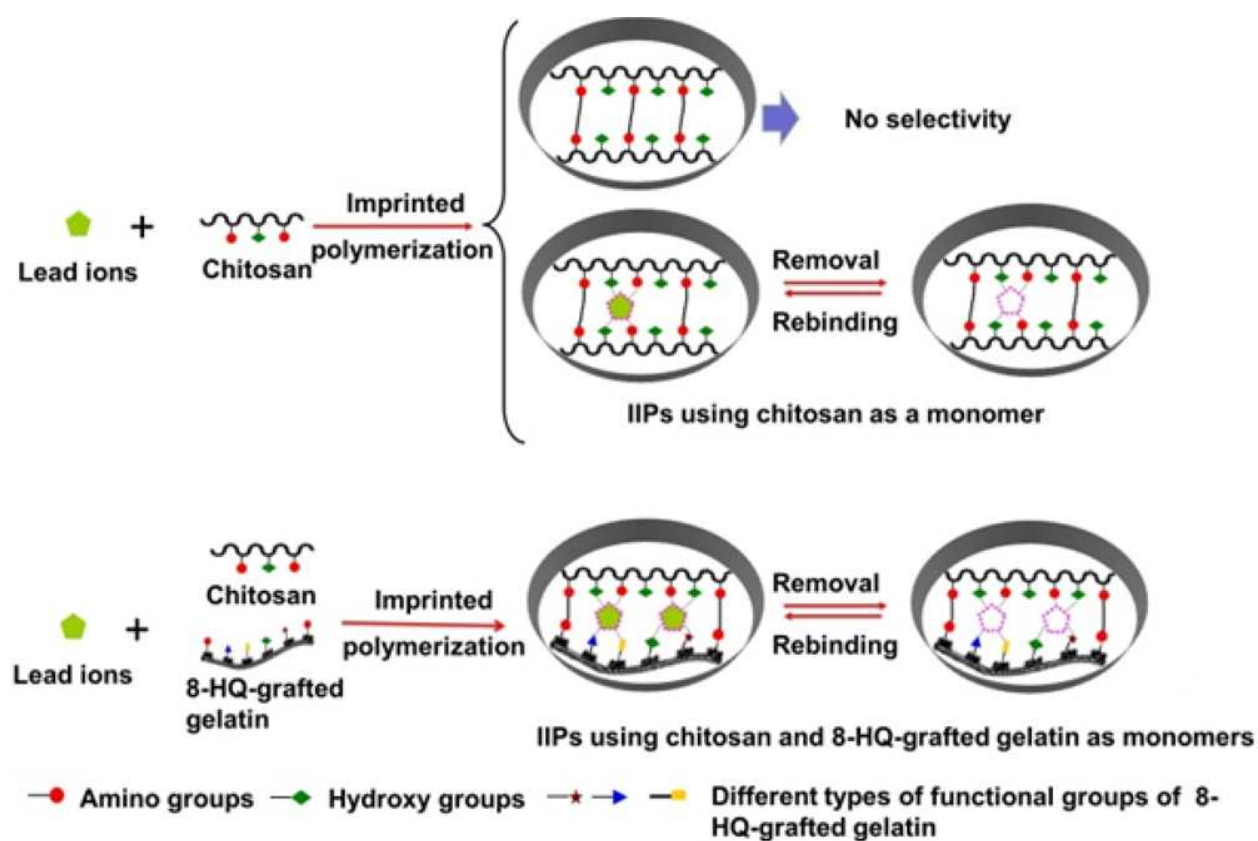 No selectivity
Imprinted
polymerization
+
Lead ions
Chitosan
Removal
Rebinding
IIPs using chitosan as a monomer
Chitosan
+
Lead ions
8-HQ-grafted
gelatin
Imprinted
polymerization
Removal
Rebinding
IIPs using chitosan and 8-HQ-grafted gelatin as monomers
Amino groups
Hydroxy groups
Different types of functional groups of 8-
HQ-grafted gelatin